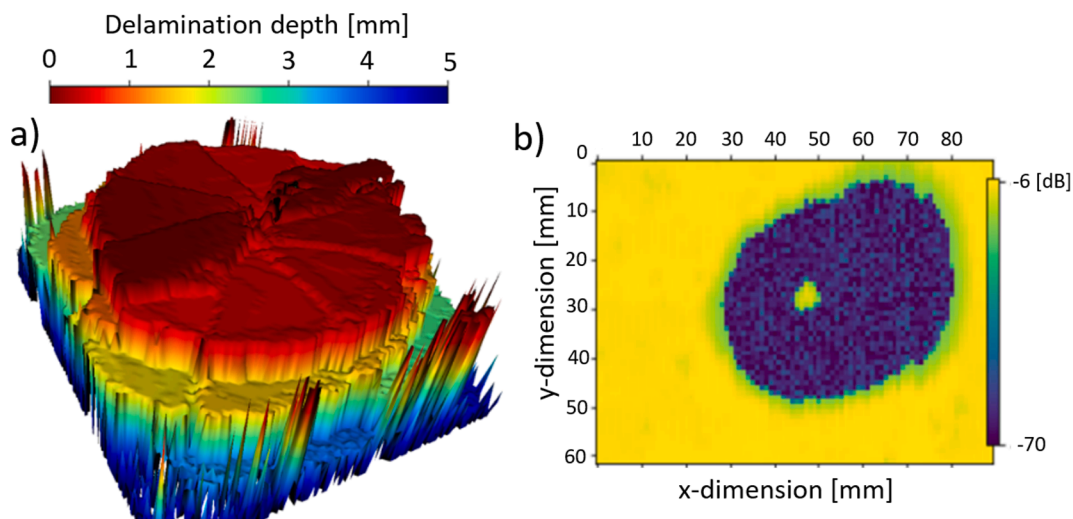 Delamination depth [mm]
0 1 2 3 4 5
a)
b)
10 20 30 40 50 60 70 80
0
10
20
30
40
50
60
y-dimension [mm]
x-dimension [mm]
-6 [dB]
-70